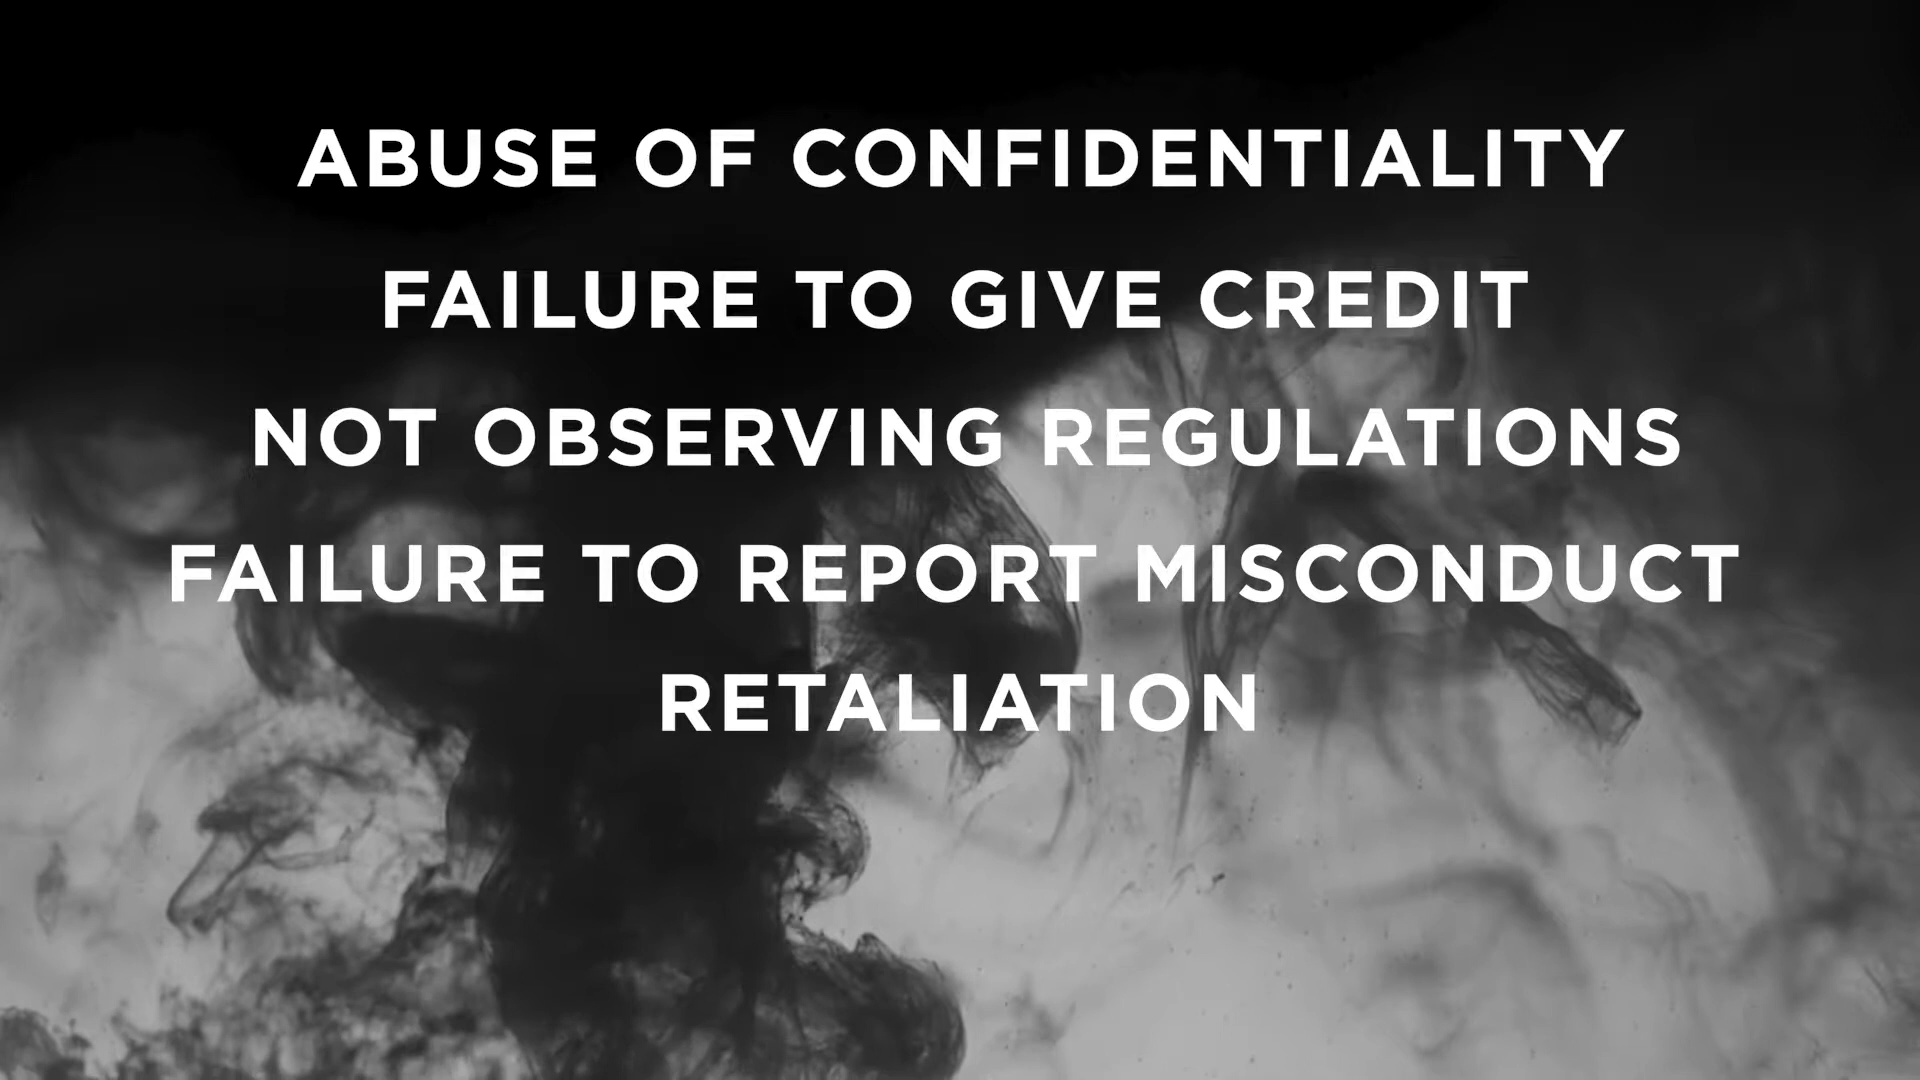 ABUSE OF CONFIDENTIALITY
FAILURE TO GIVE CREDIT
NOT OBSERVING REGULATIONS
FAILURE TO REPORT MISCONDUCT
RETALIATION